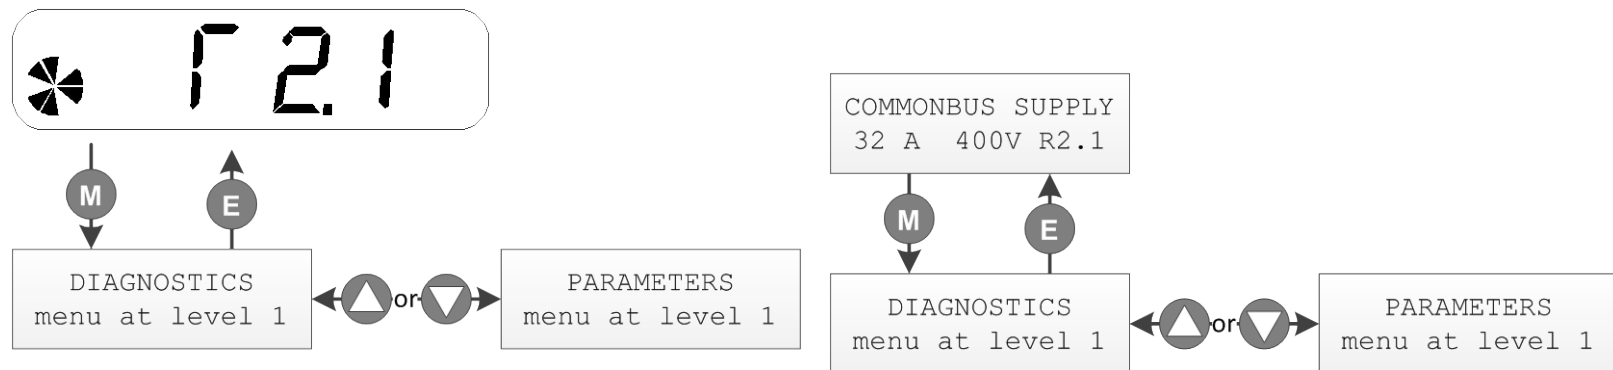 r 2.1
M
E
DIAGNOSTICS
menu at level 1
or
PARAMETERS
menu at level 1
COMMONBUS SUPPLY
32 A 400V R2.1
M
E
DIAGNOSTICS
menu at level 1
or
PARAMETERS
menu at level 1